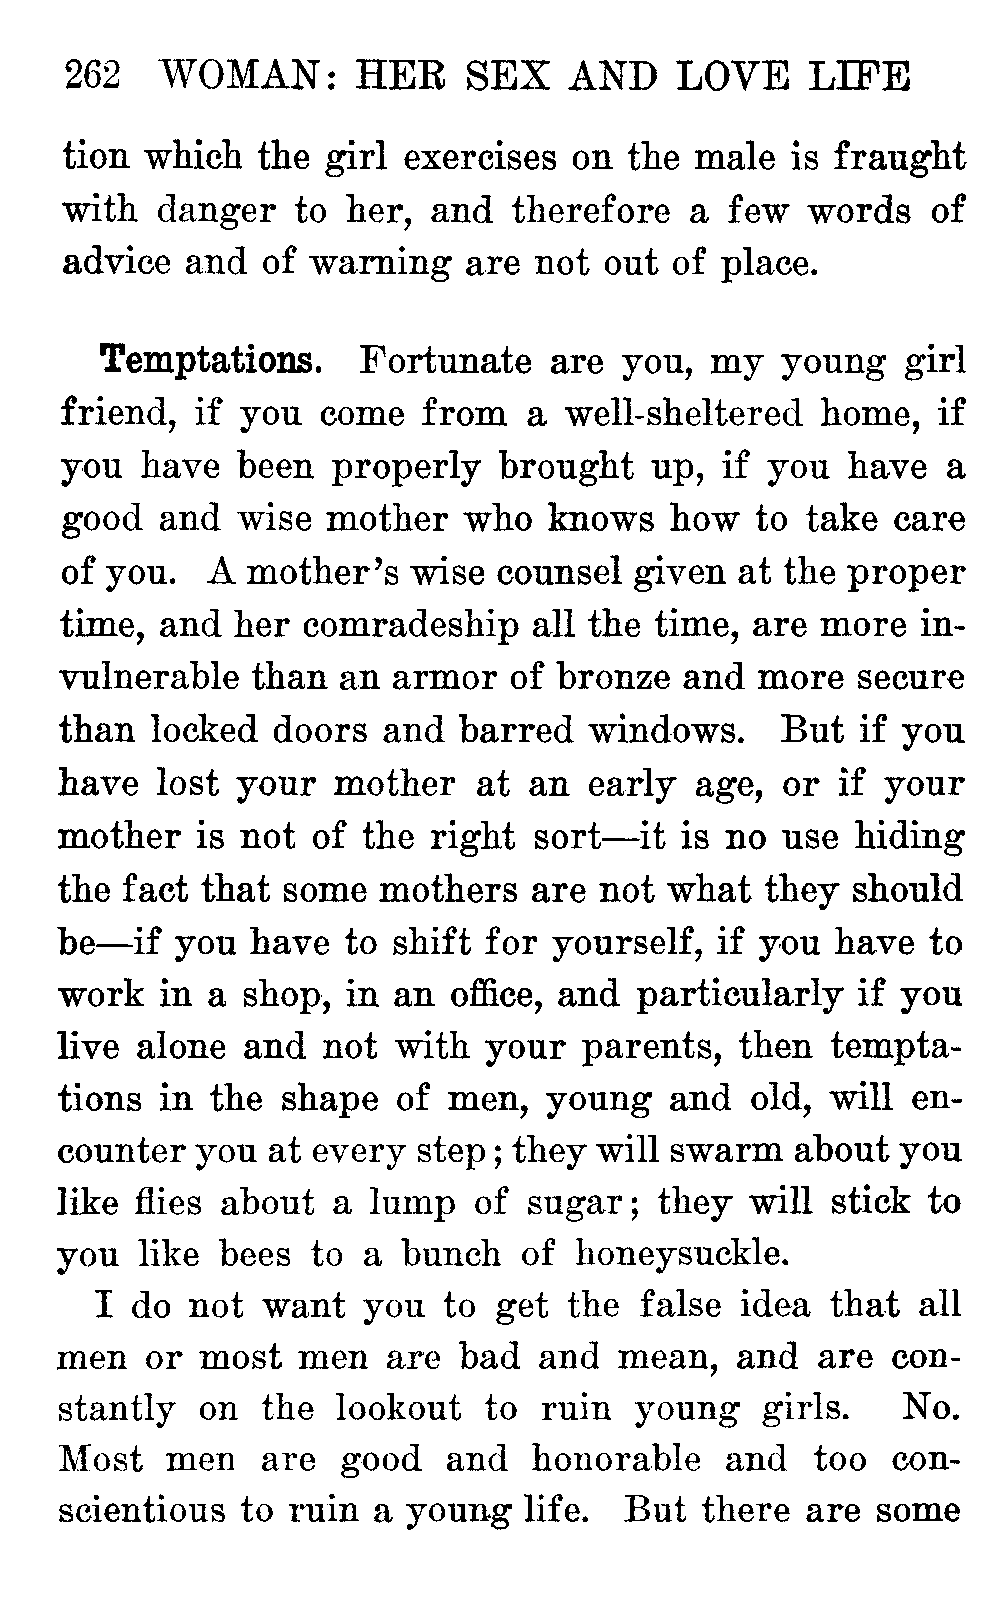 262 WOMAN: HER SEX AND LOVE LIFE
tion which the girl exercises on the male is fraught
with danger to her, and therefore a few words of
advice and of warning are not out of place.
Temptations. Fortunate are you, my young girl
friend, if you come from a well-sheltered home, if
you have been properly brought up, if you have a
good and wise mother who knows how to take care
of you. A mother's wise counsel given at the proper
time, and her comradeship all the time, are more in-
vulnerable than an armor of bronze and more secure
than locked doors and barred windows. But if you
have lost your mother at an early age, or if your
mother is not of the right sort—it is no use hiding
the fact that some mothers are not what they should
be—if you have to shift for yourself, if you have to
work in a shop, in an office, and particularly if you
live alone and not with your parents, then tempta-
tions in the shape of men, young and old, will en-
counter you at every step; they will swarm about you
like flies about a lump of sugar; they will stick to
you like bees to a bunch of honeysuckle.
I do not want you to get the false idea that all
men or most men are bad and mean, and are con-
stantly on the lookout to ruin young girls. No.
Most men are good and honorable and too con-
scientious to ruin a young life. But there are some